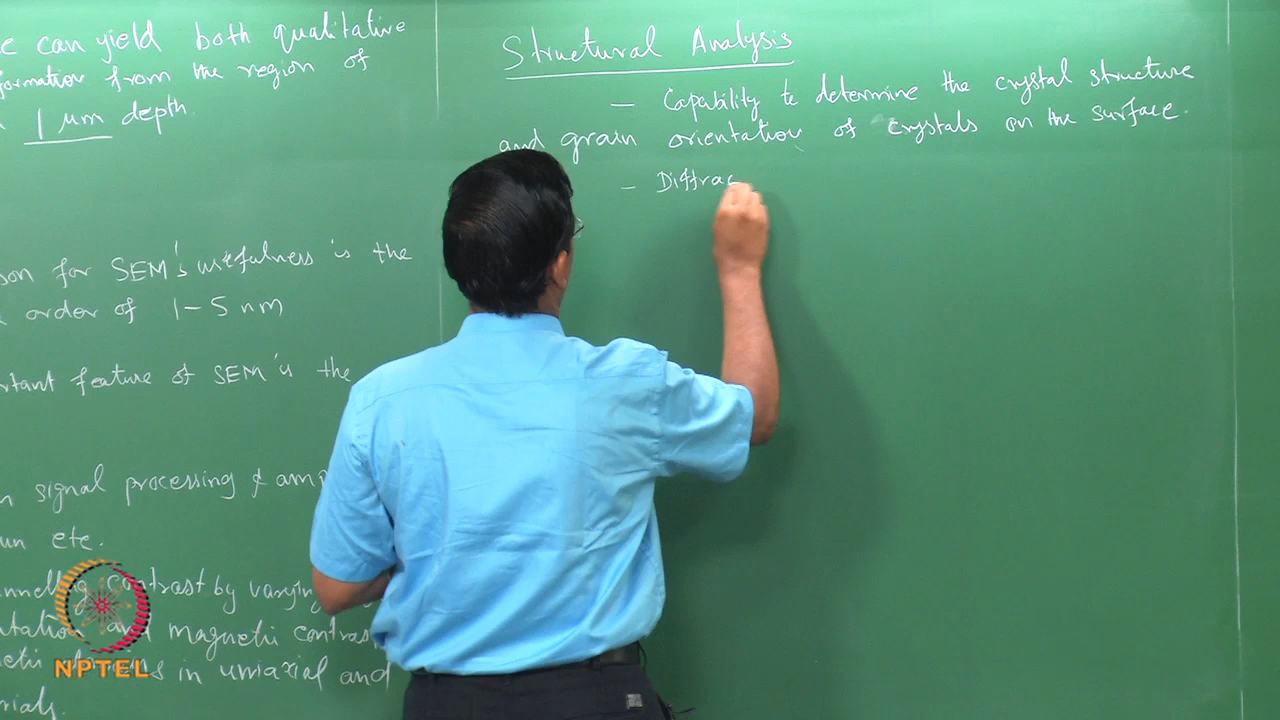 e can yield both qualitative
formation from the region of
1 µm depth.
son for SEM's usefulness is the
order of 1-5 nm
rtant feature of SEM is the
n signal processing & amp
un etc.
nnelling contrast by varying
ntation and magnetic contrast
netic in uniaxial and
rials.
NPTEL
Structural Analysis
- Capability to determine the crystal structure
and grain orientation of crystals on the surface.
- Diffrac